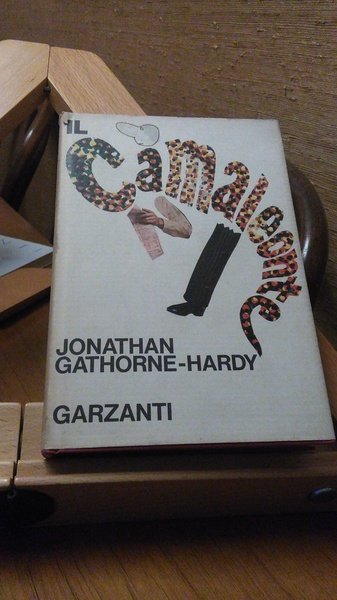 IL
Camaleonte
JONATHAN
GATHORNE-HARDY
GARZANTI